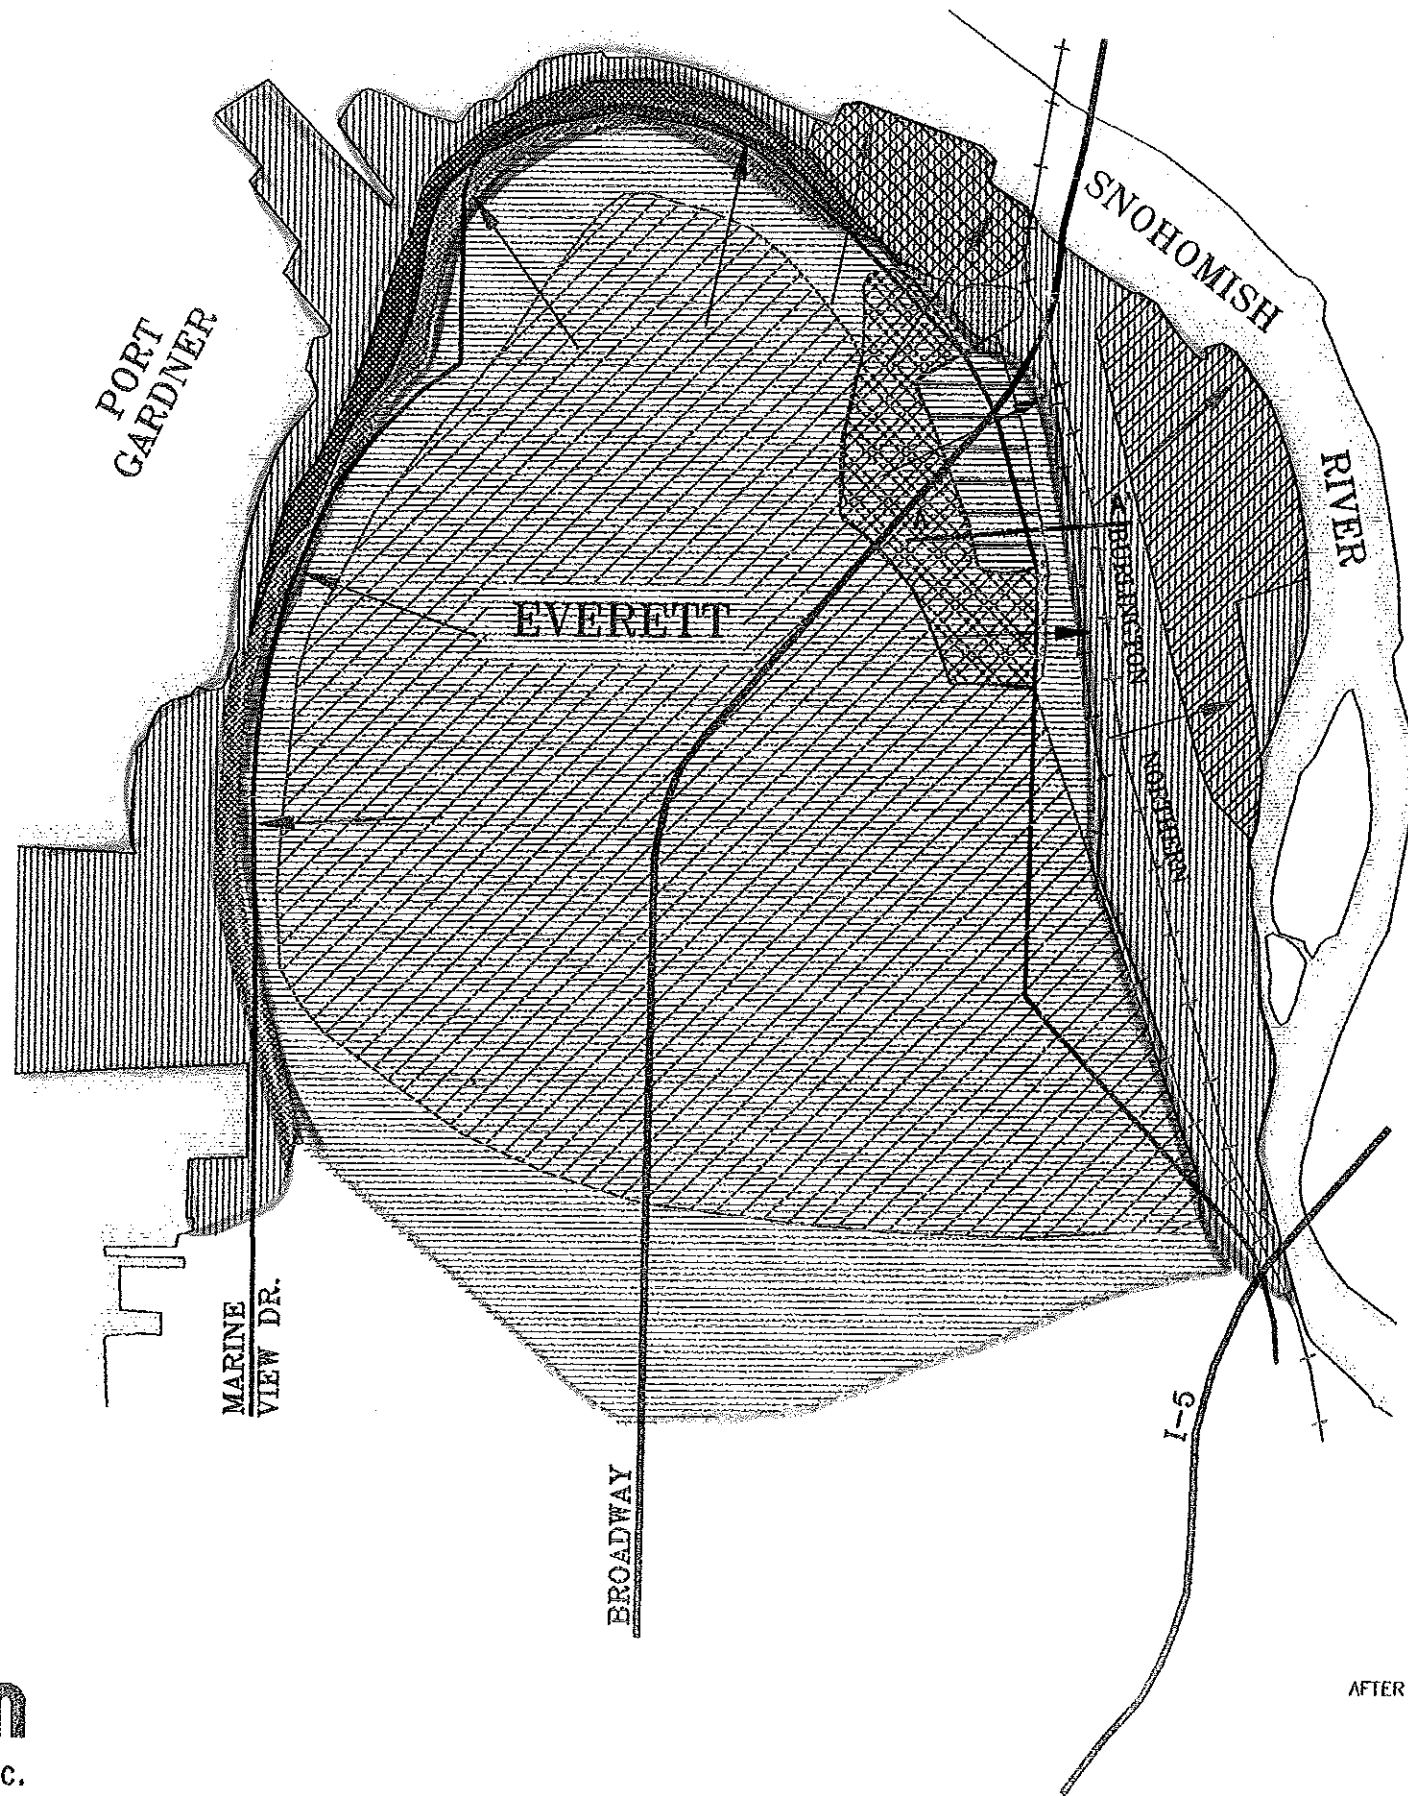 SNOHOMISH
RIVER
PORT
GARDNER
EVERETT
A'
A
BURLINGTON
NORTHERN
MARINE
VIEW DR.
I-5
BROADWAY
AFTER
n
c.